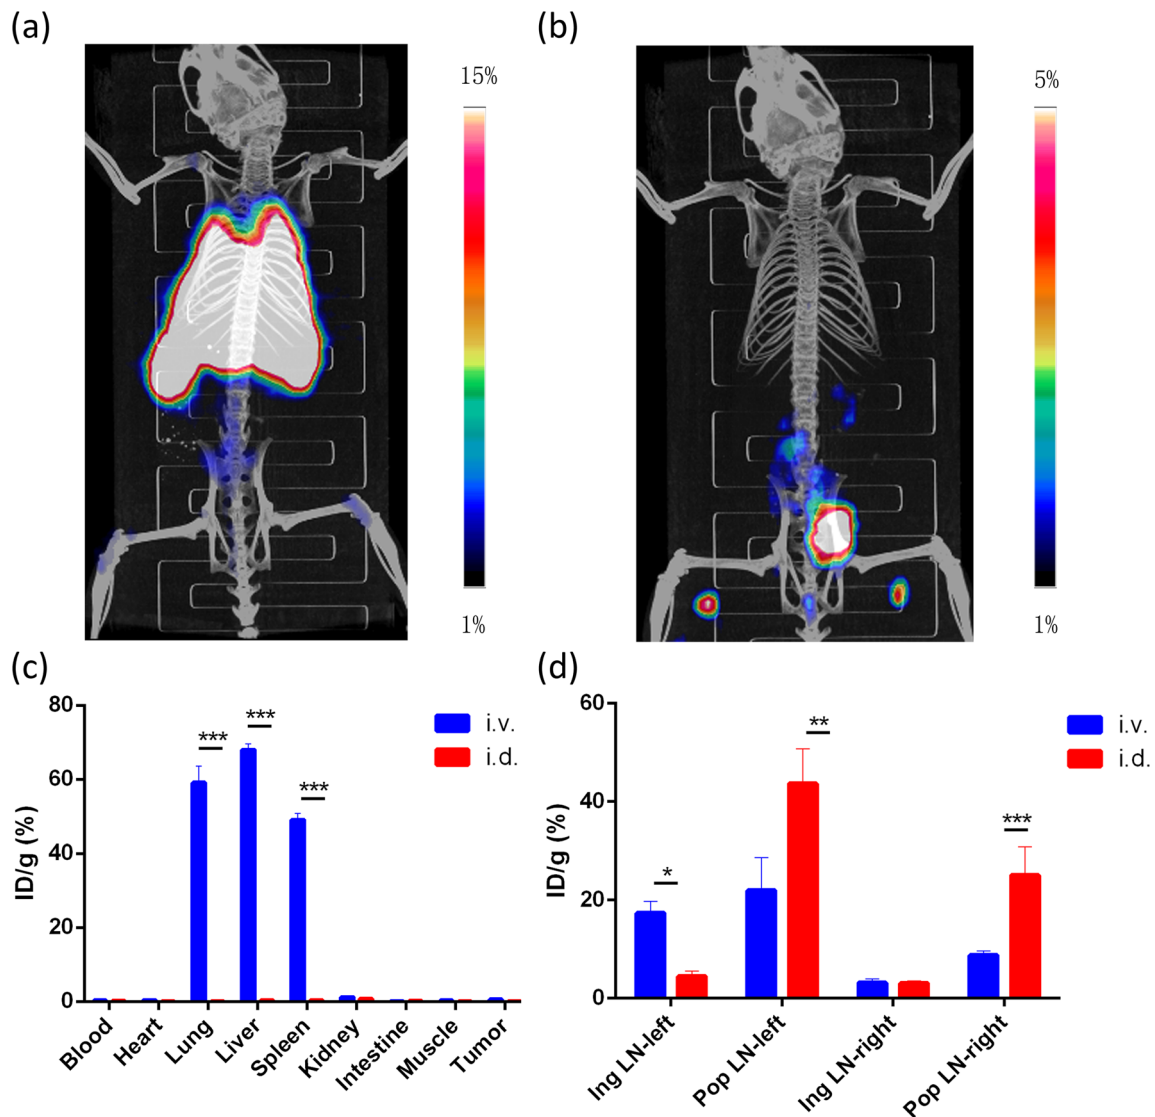 (a)
15%
1%
(b)
5%
1%
(c)
ID/g (%)
80
60
40
20
0
***
***
***
i.v.
i.d.
Blood
Heart
Lung
Liver
Spleen
Kidney
Intestine
Muscle
Tumor
(d)
ID/g (%)
60
40
20
0
*
**
***
i.v.
i.d.
Ing LN-left
Pop LN-left
Ing LN-right
Pop LN-right